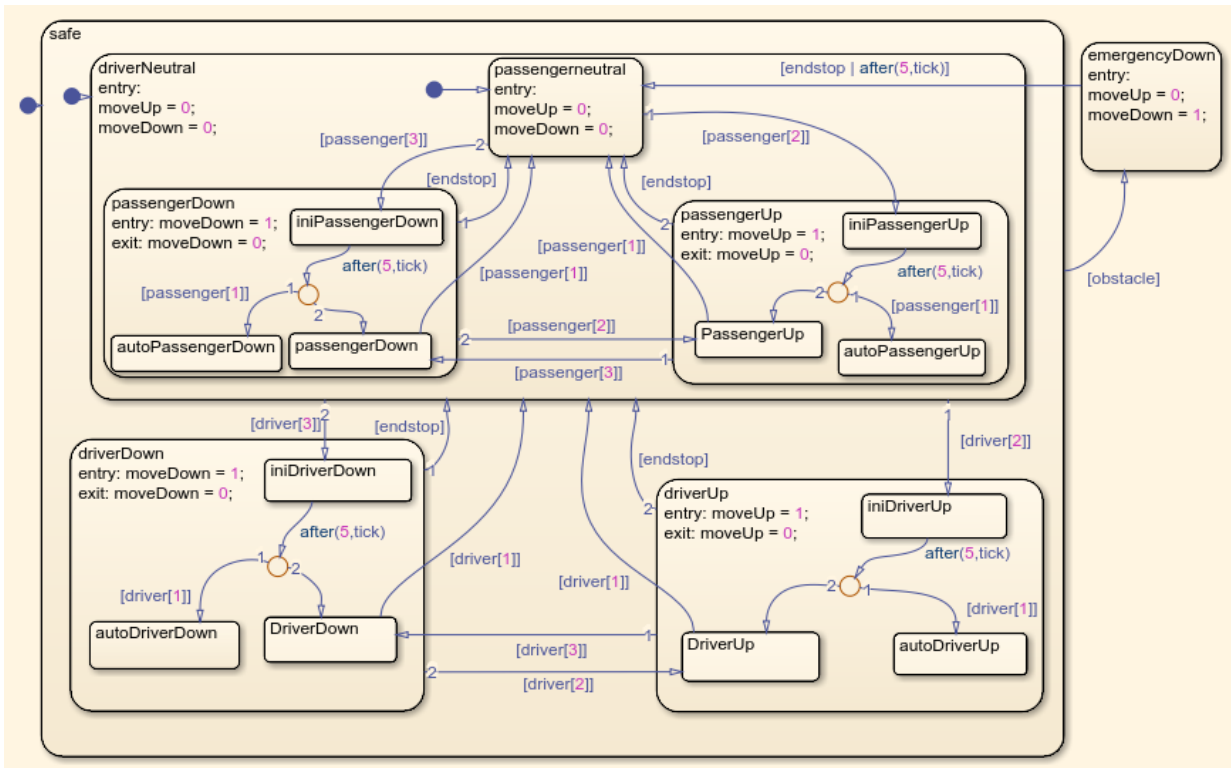 safe
driverNeutral
entry:
moveUp = 0;
moveDown = 0;
passengerneutral
entry:
moveUp = 0;
moveDown = 0;
[endstop | after(5,tick)]
emergencyDown
entry:
moveUp = 0;
moveDown = 1;
[passenger[3]]
2
1
[passenger[2]]
[endstop]
[endstop]
passengerDown
entry: moveDown = 1;
exit: moveDown = 0;
iniPassengerDown
1
after(5,tick)
[passenger[1]]
1
2
autoPassengerDown
passengerDown
[passenger[1]]
[passenger[1]]
2
[passenger[2]]
1
[passenger[3]]
passengerUp
entry: moveUp = 1;
exit: moveUp = 0;
2
iniPassengerUp
after(5,tick)
2
1
[passenger[1]]
PassengerUp
autoPassengerUp
[obstacle]
2
[driver[3]]
[endstop]
1
[driver[2]]
[endstop]
driverDown
entry: moveDown = 1;
exit: moveDown = 0;
iniDriverDown
1
after(5,tick)
1
2
[driver[1]]
autoDriverDown
DriverDown
[driver[1]]
[driver[1]]
1
[driver[3]]
2
[driver[2]]
driverUp
entry: moveUp = 1;
exit: moveUp = 0;
2
iniDriverUp
after(5,tick)
2
1
[driver[1]]
DriverUp
autoDriverUp